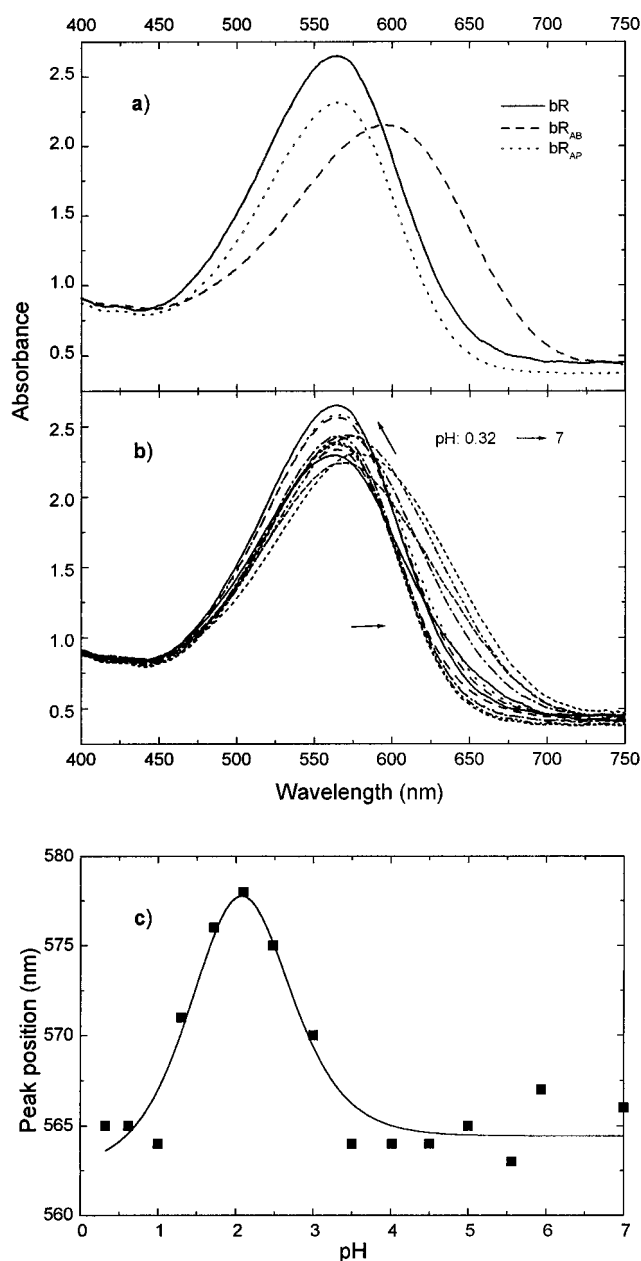 400 450 500 550 600 650 700 750
a)
bR
bR_AB
bR_AP
2.5
2.0
1.5
1.0
0.5
Absorbance
b)
pH: 0.32 → 7
2.5
2.0
1.5
1.0
0.5
400 450 500 550 600 650 700 750
Wavelength (nm)
c)
580
575
570
565
560
Peak position (nm)
0 1 2 3 4 5 6 7
pH